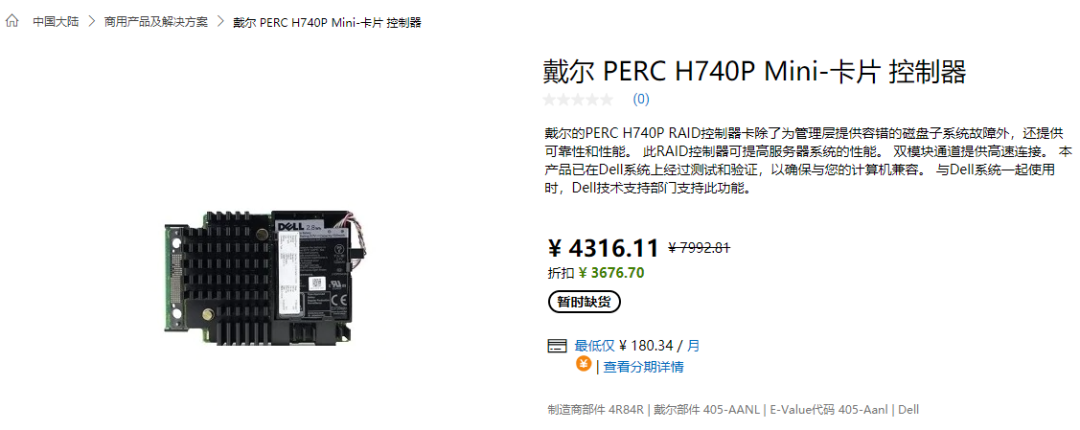 中国大陆 > 商用产品及解决方案 > 戴尔 PERC H740P Mini-卡片 控制器
戴尔 PERC H740P Mini-卡片 控制器
(0)
戴尔的PERC H740P RAID控制器卡除了为管理层提供容错的磁盘子系统故障外，还提供
可靠性和性能。 此RAID控制器可提高服务器系统的性能。 双模块通道提供高速连接。 本
产品已在Dell系统上经过测试和验证，以确保与您的计算机兼容。 与Dell系统一起使用
时，Dell技术支持部门支持此功能。
DELL
CE
¥ 4316.11 ¥ 7992.81
折扣 ¥ 3676.70
暂时缺货
最低仅 ¥ 180.34 / 月
¥ | 查看分期详情
制造商部件 4R84R | 戴尔部件 405-AANL | E-Value代码 405-Aanl | Dell